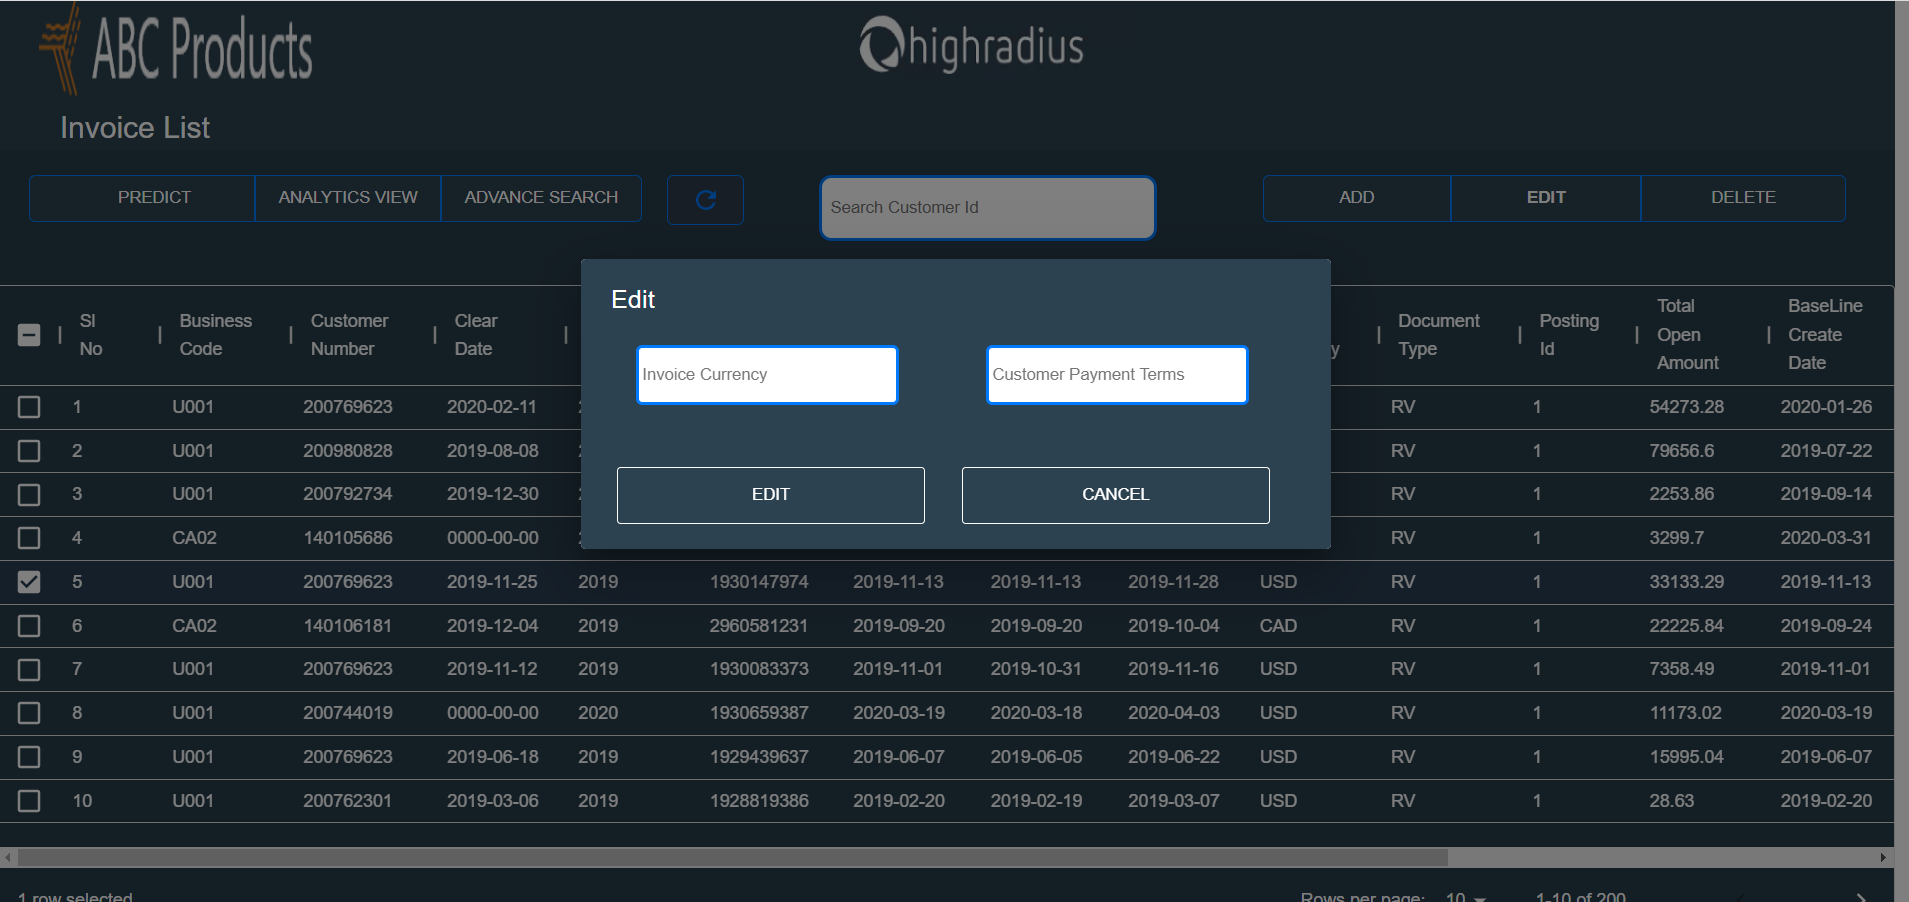 ABC Products
highradius
Invoice List
PREDICT ANALYTICS VIEW ADVANCE SEARCH Search Customer Id ADD EDIT DELETE
Edit
Invoice Currency Customer Payment Terms
EDIT CANCEL
Sl No Business Code Customer Number Clear Date y Document Type Posting Id Total Open Amount BaseLine Create Date
1 U001 200769623 2020-02-11 RV 1 54273.28 2020-01-26
2 U001 200980828 2019-08-08 RV 1 79656.6 2019-07-22
3 U001 200792734 2019-12-30 RV 1 2253.86 2019-09-14
4 CA02 140105686 0000-00-00 RV 1 3299.7 2020-03-31
5 U001 200769623 2019-11-25 2019 1930147974 2019-11-13 2019-11-13 2019-11-28 USD RV 1 33133.29 2019-11-13
6 CA02 140106181 2019-12-04 2019 2960581231 2019-09-20 2019-09-20 2019-10-04 CAD RV 1 22225.84 2019-09-24
7 U001 200769623 2019-11-12 2019 1930083373 2019-11-01 2019-10-31 2019-11-16 USD RV 1 7358.49 2019-11-01
8 U001 200744019 0000-00-00 2020 1930659387 2020-03-19 2020-03-18 2020-04-03 USD RV 1 11173.02 2020-03-19
9 U001 200769623 2019-06-18 2019 1929439637 2019-06-07 2019-06-05 2019-06-22 USD RV 1 15995.04 2019-06-07
10 U001 200762301 2019-03-06 2019 1928819386 2019-02-20 2019-02-19 2019-03-07 USD RV 1 28.63 2019-02-20
1 row selected Rows per page: 10 1-10 of 200